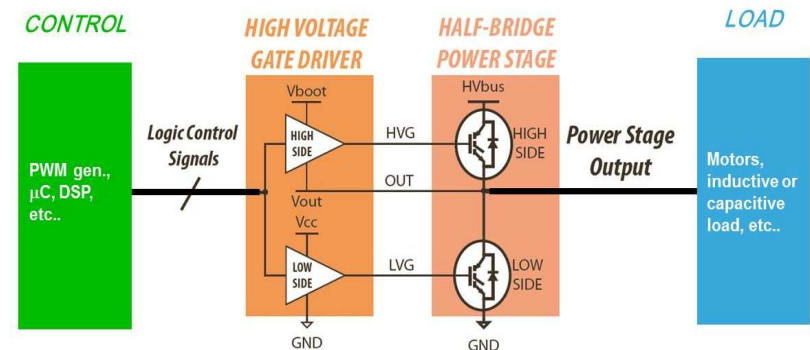 CONTROL
HIGH VOLTAGE
GATE DRIVER
HALF-BRIDGE
POWER STAGE
LOAD
Logic Control
Signals
PWM gen.,
µC, DSP,
etc..
Vboot
HIGH
SIDE
HVG
OUT
Vout
Vcc
LOW
SIDE
LVG
GND
HVbus
HIGH
SIDE
LOW
SIDE
GND
Power Stage
Output
Motors,
inductive or
capacitive
load, etc..